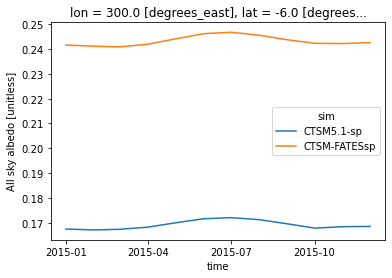 lon = 300.0 [degrees_east], lat = -6.0 [degrees...
0.25
0.24
0.23
0.22
0.21
0.20
0.19
0.18
0.17
All sky albedo [unitless]
sim
CTSM5.1-sp
CTSM-FATESsp
2015-01
2015-04
2015-07
2015-10
time